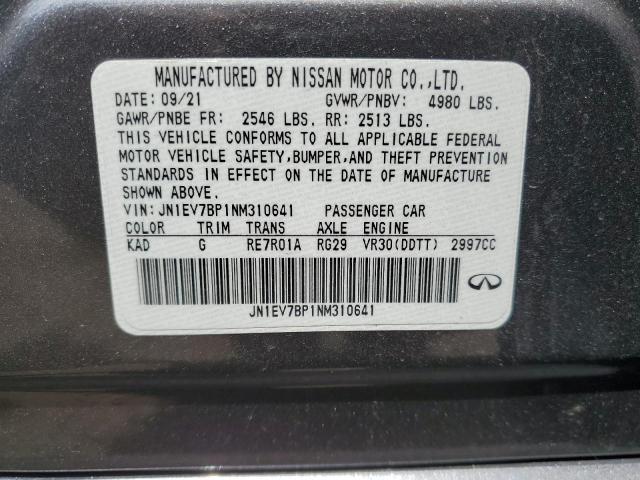 MANUFACTURED BY NISSAN MOTOR CO.,LTD.
DATE: 09/21 GVWR/PNBV: 4980 LBS.
GAWR/PNBE FR: 2546 LBS. RR: 2513 LBS.
THIS VEHICLE CONFORMS TO ALL APPLICABLE FEDERAL
MOTOR VEHICLE SAFETY,BUMPER,AND THEFT PREVENTION
STANDARDS IN EFFECT ON THE DATE OF MANUFACTURE
SHOWN ABOVE.
VIN: JN1EV7BP1NM310641 PASSENGER CAR
COLOR TRIM TRANS AXLE ENGINE
KAD G RE7R01A RG29 VR30(DDTT) 2997CC
JN1EV7BP1NM310641